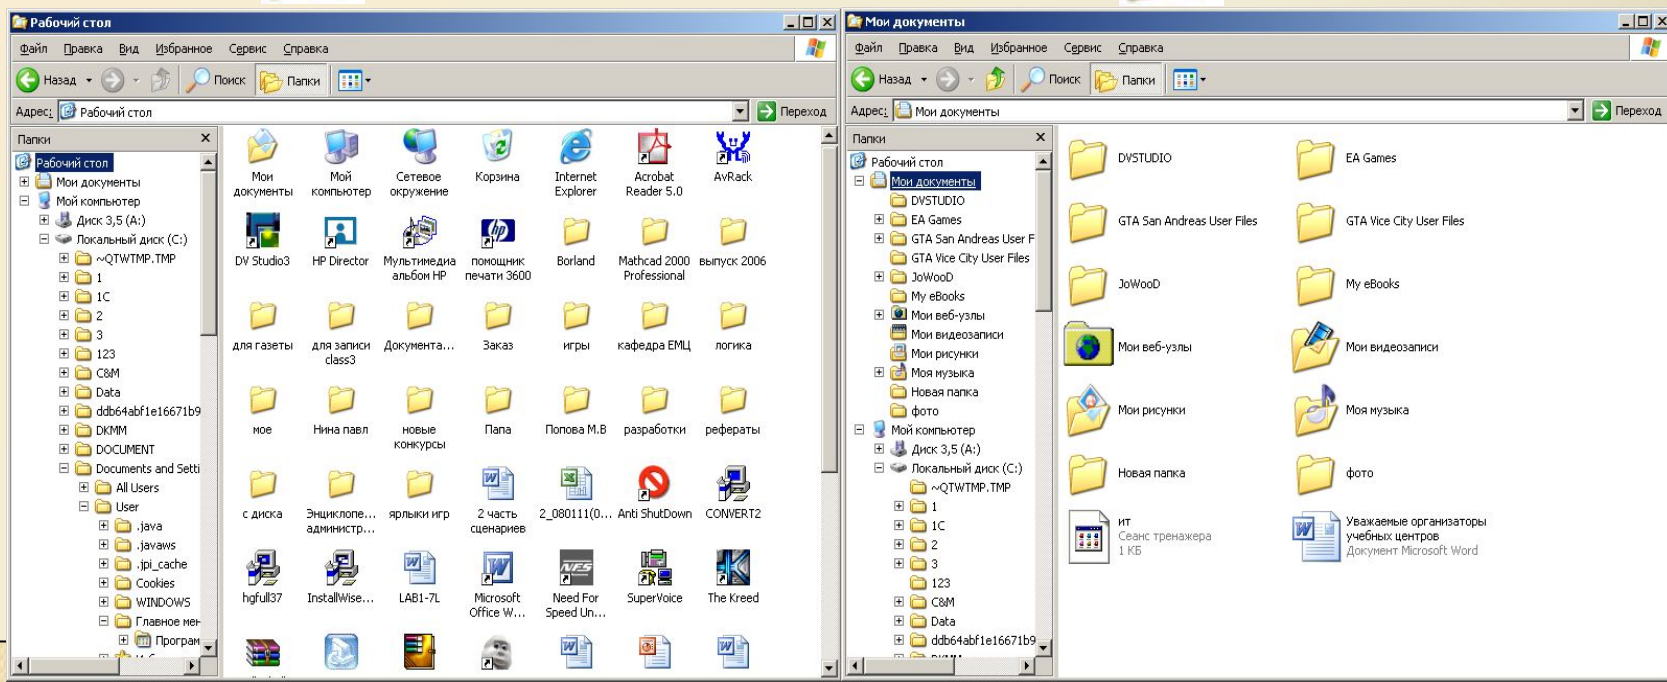 Рабочий стол
Файл Правка Вид Избранное Сервис Справка
Назад Поиск Папки
Адрес: Рабочий стол Переход
Папки
Рабочий стол
Мои документы
Мой компьютер
Диск 3,5 (A:)
Локальный диск (C:)
~QTWTMP.TMP
1
1C
2
3
123
C&M
Data
ddb64abf1e16671b9
DKMM
DOCUMENT
Documents and Setti
All Users
User
.java
.javaws
.jpi_cache
Cookies
WINDOWS
Главное мен
Програм
Мои документы
Мой компьютер
Сетевое окружение
Корзина
Internet Explorer
Acrobat Reader 5.0
AvRack
DV Studio3
HP Director
Мультимедиа альбом HP
помощник печати 3600
Borland
Mathcad 2000 Professional
выпуск 2006
для газеты
для записи class3
Документа...
Заказ
игры
кафедра ЕМЦ
логика
мое
Нина павл
новые конкурсы
Папа
Попова М.В
разработки
рефераты
с диска
Энциклопе... администр...
ярлыки игр
2 часть сценариев
2_080111(0...
Anti ShutDown
CONVERT2
hgfull37
InstallWise...
LAB1-7L
Microsoft Office W...
Need For Speed Un...
SuperVoice
The Kreed
Мои документы
Файл Правка Вид Избранное Сервис Справка
Назад Поиск Папки
Адрес: Мои документы Переход
Папки
Рабочий стол
Мои документы
DVSTUDIO
EA Games
GTA San Andreas User F
GTA Vice City User Files
JoWooD
My eBooks
Мои веб-узлы
Мои видеозаписи
Мои рисунки
Моя музыка
Новая папка
фото
Мой компьютер
Диск 3,5 (A:)
Локальный диск (C:)
~QTWTMP.TMP
1
1C
2
3
123
C&M
Data
ddb64abf1e16671b9
DVSTUDIO
EA Games
GTA San Andreas User Files
GTA Vice City User Files
JoWooD
My eBooks
Мои веб-узлы
Мои видеозаписи
Мои рисунки
Моя музыка
Новая папка
фото
ит
Сеанс тренажера
1 КБ
Уважаемые организаторы
учебных центров
Документ Microsoft Word